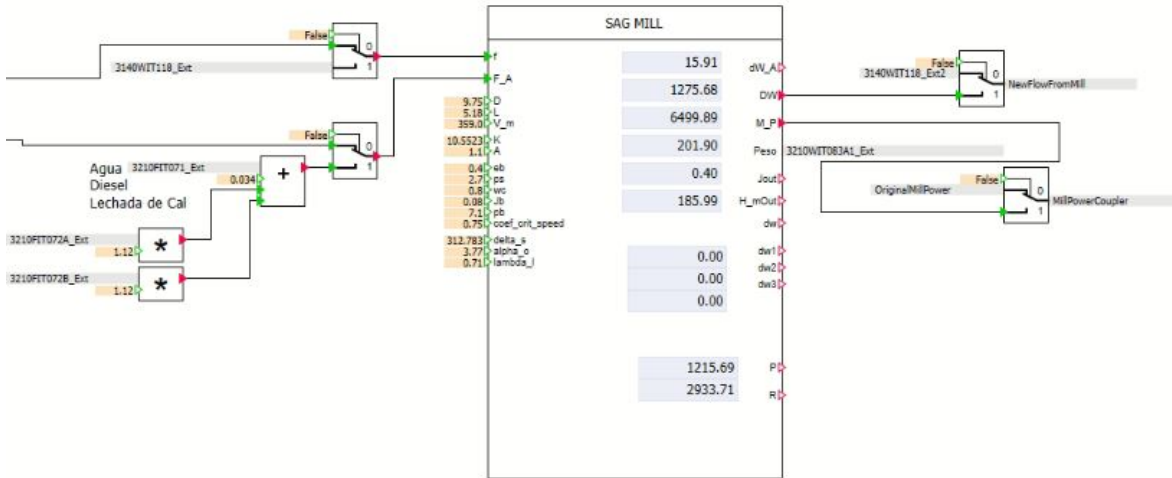 SAG MILL
False
0
3140WIT118_Ext
1
f
F_A
9.75 D
5.18 L
359.0 V_m
10.5523 K
1.1 A
0.4 eb
2.7 ps
0.8 wc
0.08 Jb
7.1 pb
0.75 coef_crit_speed
312.783 delta_s
3.77 alpha_o
0.71 lambda_l
False
0
1
Agua 3210FIT071_Ext
Diesel 0.034
Lechada de Cal
+
3210FIT072A_Ext
1.12 *
3210FIT072B_Ext
1.12 *
15.91
1275.68
6499.89
201.90
0.40
185.99
0.00
0.00
0.00
1215.69
2933.71
dW_A
DW
M_P
Peso 3210WIT083A1_Ext
Jout
H_mOut
dw
dw1
dw2
dw3
P
R
False
3140WIT118_Ext2 0
NewFlowFromMill
1
False
OriginalMillPower 0
MillPowerCoupler
1